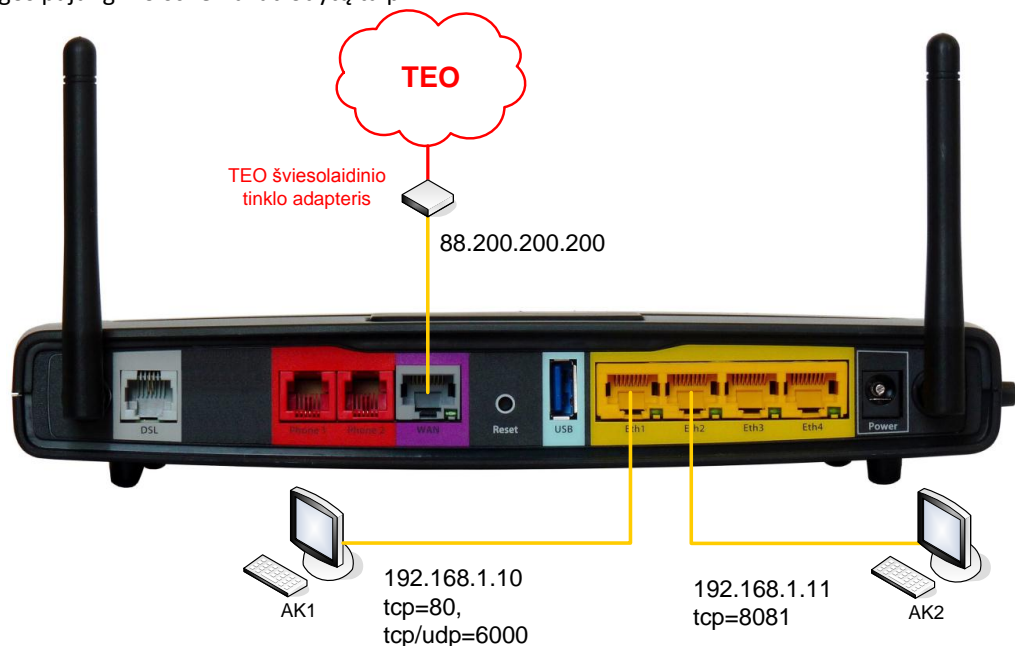 TEO
TEO šviesolaidinio
tinklo adapteris
88.200.200.200
DSL
Phone 1
Phone 2
WAN
Reset
USB
Eth1
Eth2
Eth3
Eth4
Power
AK1
192.168.1.10
tcp=80,
tcp/udp=6000
192.168.1.11
tcp=8081
AK2